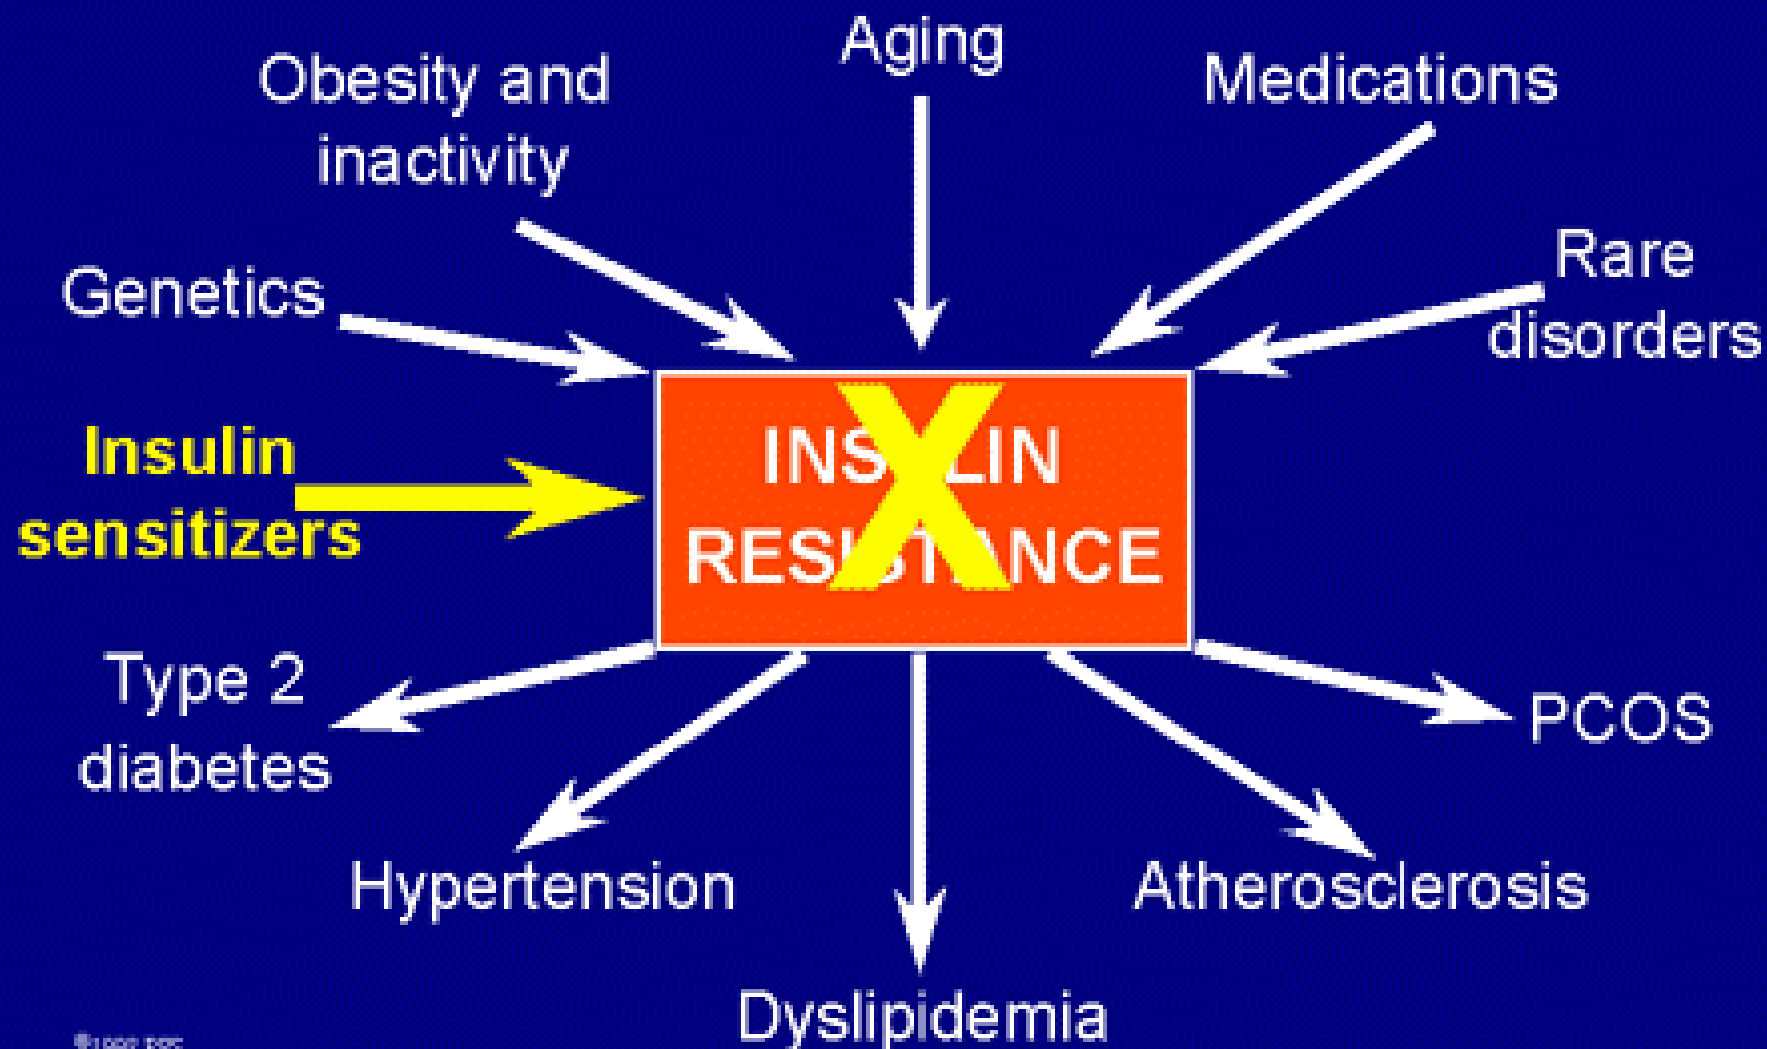 Aging
Obesity and
inactivity
Medications
Genetics
Rare
disorders
Insulin
sensitizers
INSULIN
RESISTANCE
Type 2
diabetes
PCOS
Hypertension
Atherosclerosis
Dyslipidemia